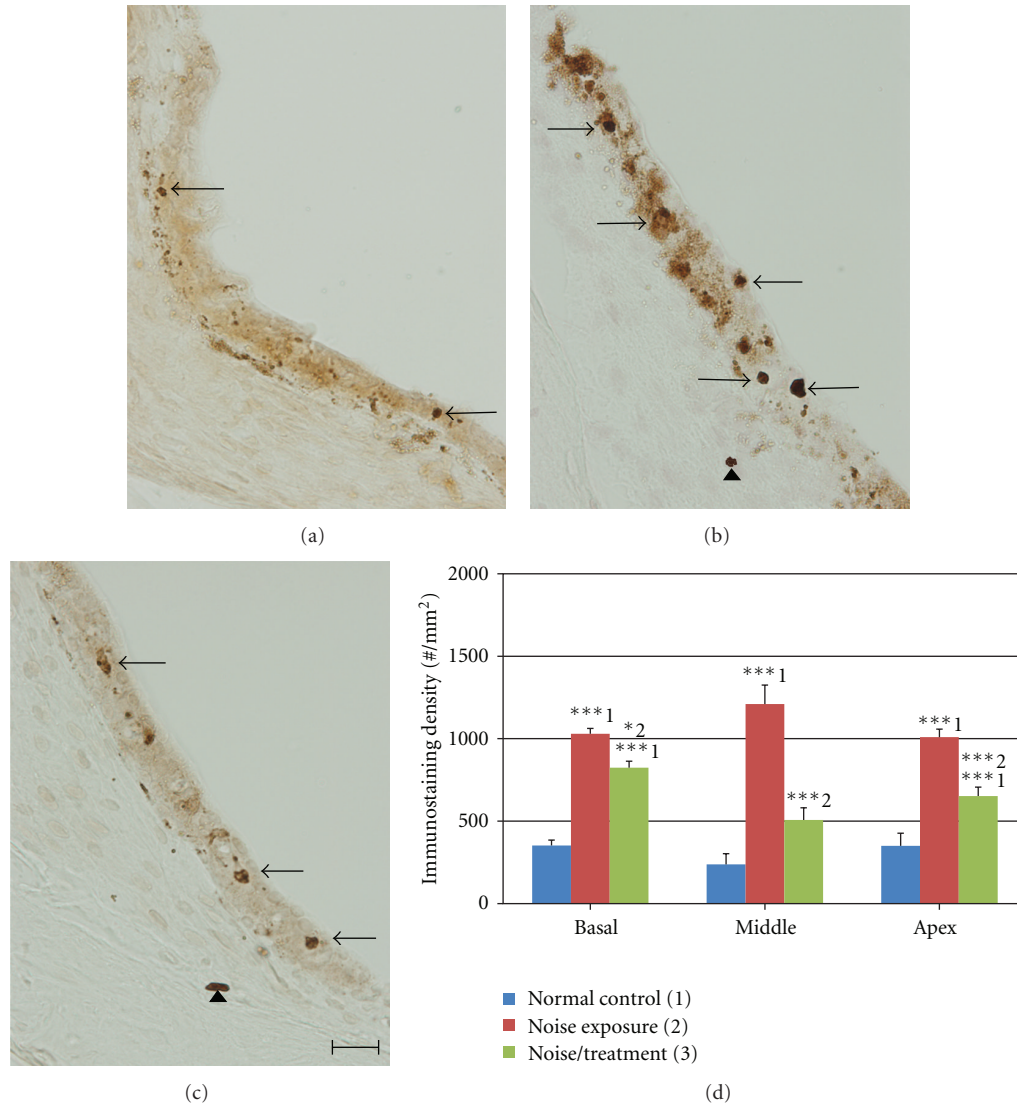 (a)
(b)
(c)
Immunostaining density (#/mm²)
2000
1500
1000
500
0
∗∗∗1
∗2
∗∗∗1
∗∗∗1
∗∗∗2
∗∗∗1
∗∗∗2
∗∗∗1
Basal
Middle
Apex
Normal control (1)
Noise exposure (2)
Noise/treatment (3)
(d)